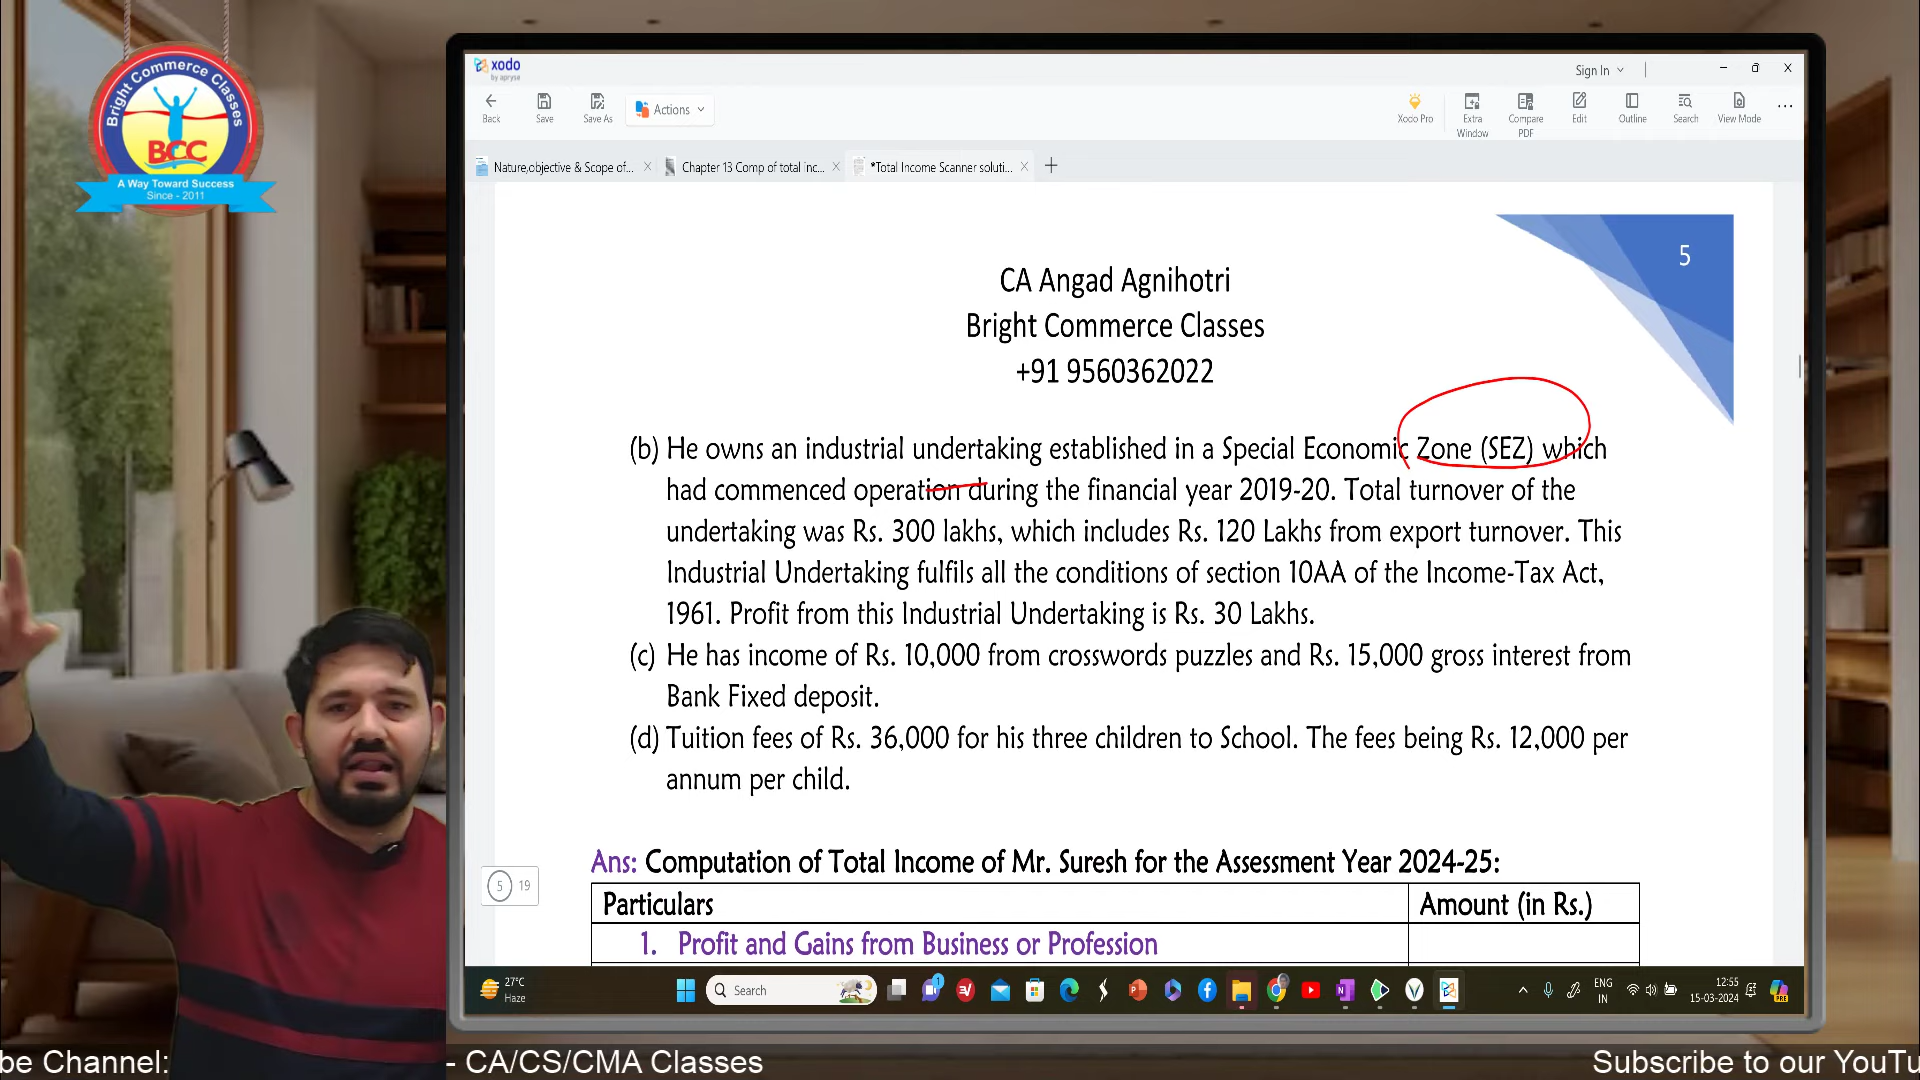 Bright Commerce Classes
BCC
A Way Toward Success
Since - 2011
xodo
by apryse
Sign In
Back
Save
Save As
Actions
Xodo Pro
Extra Window
Compare PDF
Edit
Outline
Search
View Mode
Nature,objective & Scope of...
Chapter 13 Comp of total inc...
*Total Income Scanner soluti...
5
CA Angad Agnihotri
Bright Commerce Classes
+91 9560362022
(b) He owns an industrial undertaking established in a Special Economic Zone (SEZ) which
had commenced operation during the financial year 2019-20. Total turnover of the
undertaking was Rs. 300 lakhs, which includes Rs. 120 Lakhs from export turnover. This
Industrial Undertaking fulfils all the conditions of section 10AA of the Income-Tax Act,
1961. Profit from this Industrial Undertaking is Rs. 30 Lakhs.
(c) He has income of Rs. 10,000 from crosswords puzzles and Rs. 15,000 gross interest from
Bank Fixed deposit.
(d) Tuition fees of Rs. 36,000 for his three children to School. The fees being Rs. 12,000 per
annum per child.
Ans: Computation of Total Income of Mr. Suresh for the Assessment Year 2024-25:
5 19
Particulars Amount (in Rs.)
1. Profit and Gains from Business or Profession
27°C
Haze
Search
ENG
IN
12:55
15-03-2024
be Channel: - CA/CS/CMA Classes Subscribe to our YouTu